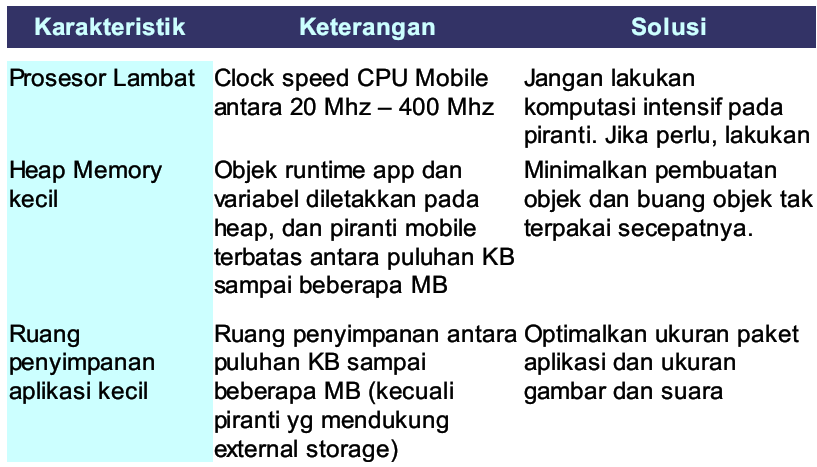 Karakteristik Keterangan Solusi
Prosesor Lambat
Clock speed CPU Mobile
antara 20 Mhz – 400 Mhz
Jangan lakukan
komputasi intensif pada
piranti. Jika perlu, lakukan
Heap Memory
kecil
Objek runtime app dan
variabel diletakkan pada
heap, dan piranti mobile
terbatas antara puluhan KB
sampai beberapa MB
Minimalkan pembuatan
objek dan buang objek tak
terpakai secepatnya.
Ruang
penyimpanan
aplikasi kecil
Ruang penyimpanan antara
puluhan KB sampai
beberapa MB (kecuali
piranti yg mendukung
external storage)
Optimalkan ukuran paket
aplikasi dan ukuran
gambar dan suara